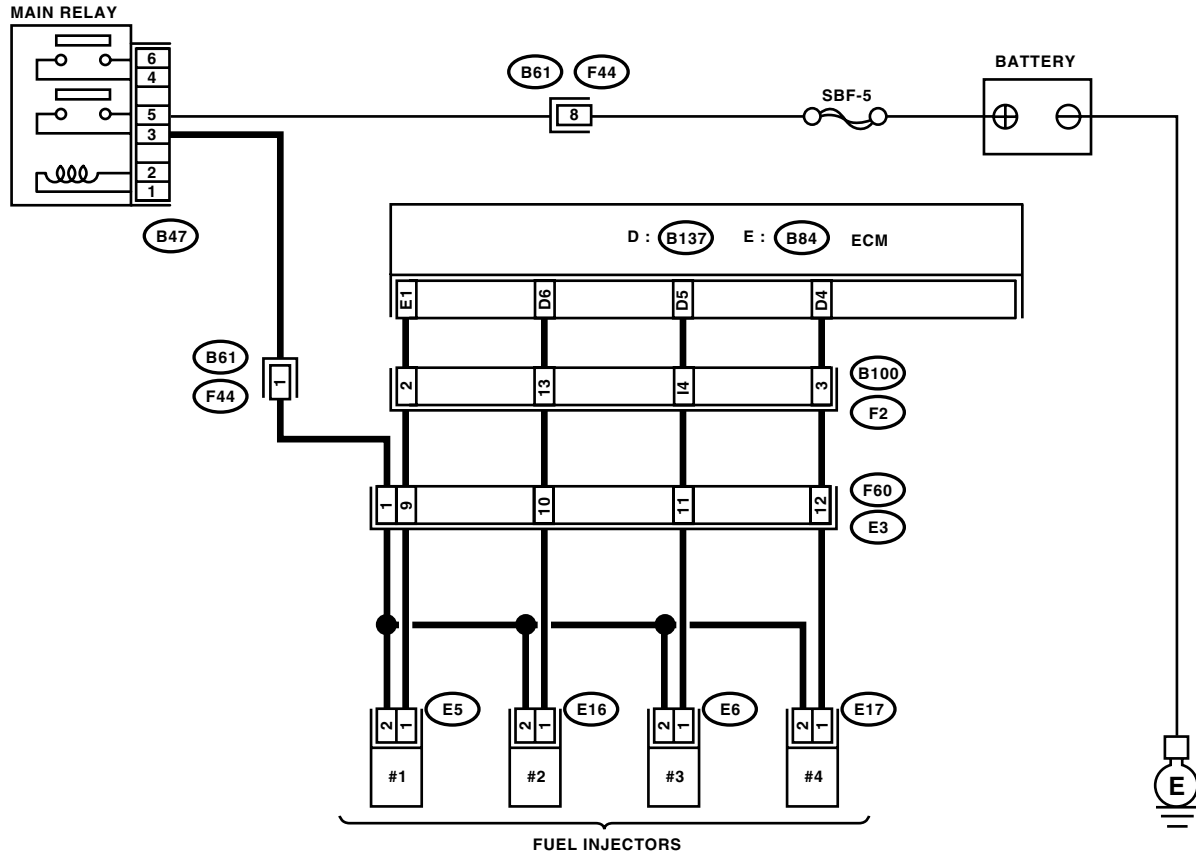 MAIN RELAY
6
4
5
3
2
1
B47
B61 F44
8
SBF-5
BATTERY
D : B137 E : B84 ECM
E1 D6 D5 D4
B61
F44
1
2 13 I4 3
B100
F2
1 9 10 11 12
F60
E3
2 1 E5
2 1 E16
2 1 E6
2 1 E17
#1 #2 #3 #4
E
FUEL INJECTORS